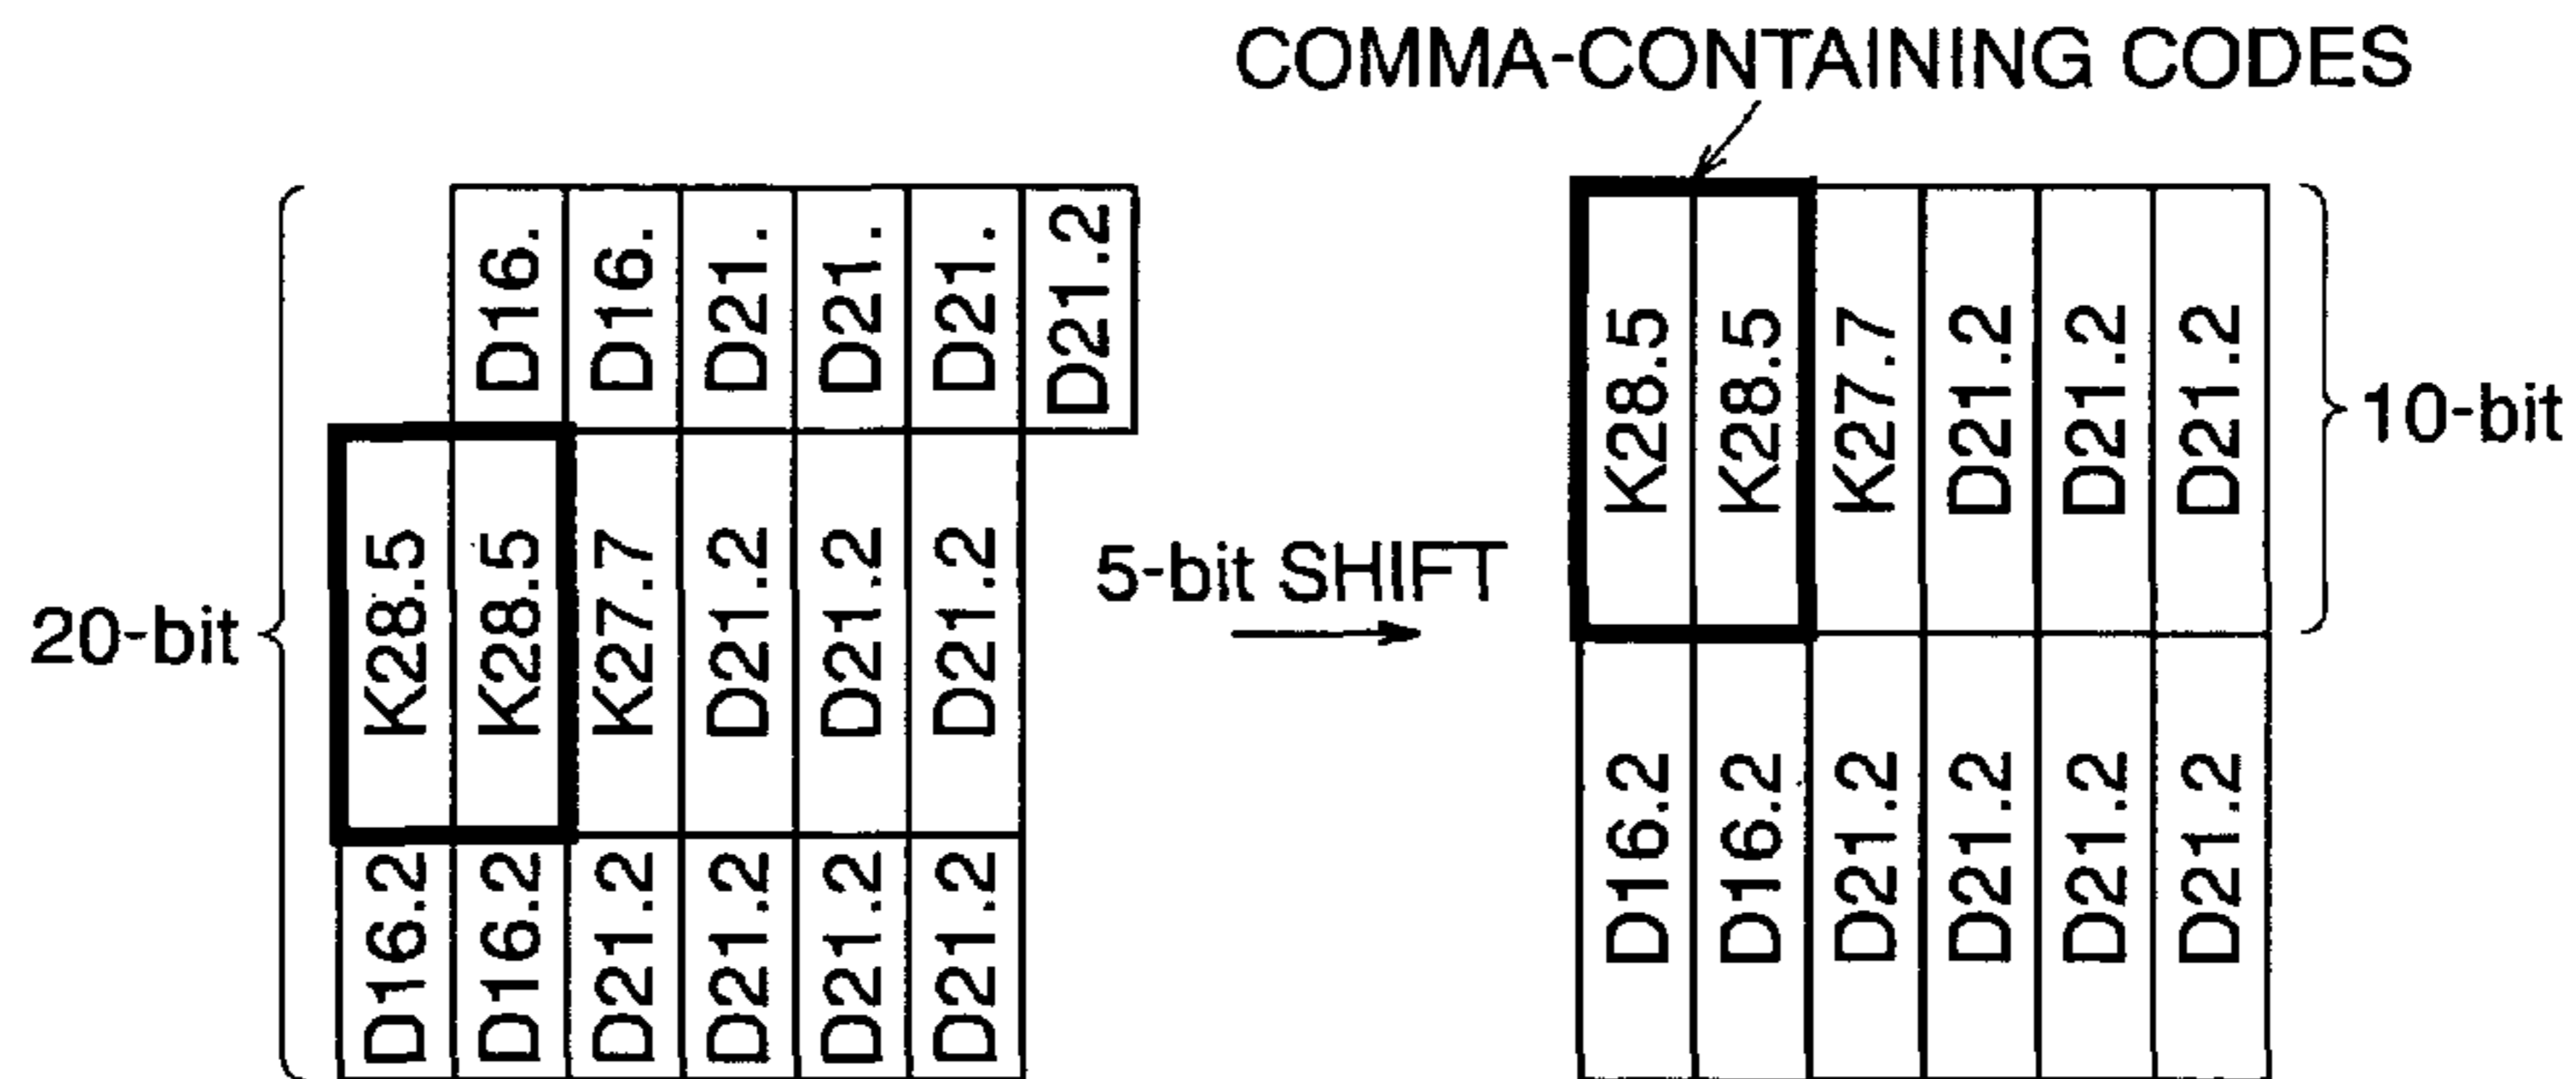 COMMA-CONTAINING CODES
20-bit
D16. D16. D21. D21. D21. D21.2
K28.5 K28.5 K27.7 D21.2 D21.2 D21.2
D16.2 D16.2 D21.2 D21.2 D21.2 D21.2
5-bit SHIFT
K28.5 K28.5 K27.7 D21.2 D21.2 D21.2
D16.2 D16.2 D21.2 D21.2 D21.2 D21.2
10-bit